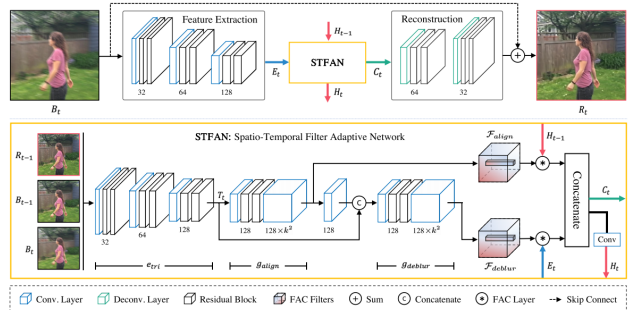 Feature Extraction
Reconstruction
H_{t-1}
STFAN
E_t
C_t
H_t
32
64
128
64
32
B_t
R_t
STFAN: Spatio-Temporal Filter Adaptive Network
R_{t-1}
B_{t-1}
B_t
T_t
32
64
128
128
128×k²
128
128
128×k²
e_{tri}
g_{align}
g_{deblur}
F_{align}
F_{deblur}
H_{t-1}
E_t
Concatenate
C_t
Conv
H_t
C
Conv. Layer
Deconv. Layer
Residual Block
FAC Filters
Sum
C Concatenate
FAC Layer
Skip Connect